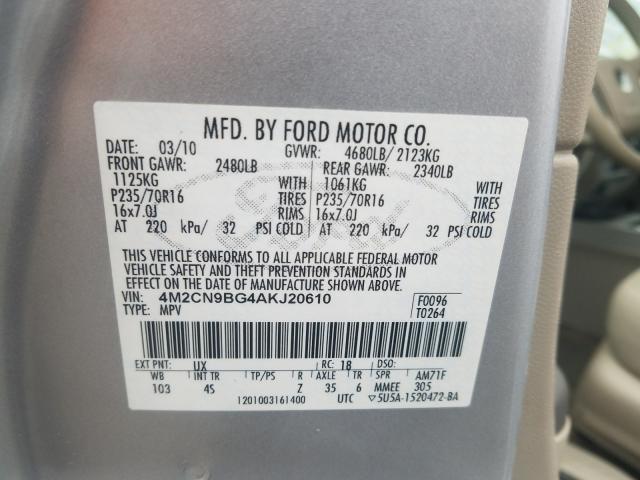 MFD. BY FORD MOTOR CO.
DATE: 03/10 GVWR: 4680LB/ 2123KG
FRONT GAWR: 2480LB REAR GAWR: 2340LB
1125KG WITH 1061KG WITH
P235/70R16 TIRES P235/70R16 TIRES
16x7.0J RIMS 16x7.0J RIMS
AT 220 kPa/ 32 PSI COLD AT 220 kPa/ 32 PSI COLD
Ford
THIS VEHICLE CONFORMS TO ALL APPLICABLE FEDERAL MOTOR
VEHICLE SAFETY AND THEFT PREVENTION STANDARDS IN
EFFECT ON THE DATE OF MANUFACTURE SHOWN ABOVE.
VIN: 4M2CN9BG4AKJ20610 F0096
TYPE: MPV T0264
EXT PNT: UX RC: 18 DSO:
WB INT TR TP/PS R AXLE TR SPR AM71F
103 4S Z 35 6 MMEE 305
1201003161400 UTC ▽5U5A-1520472-BA